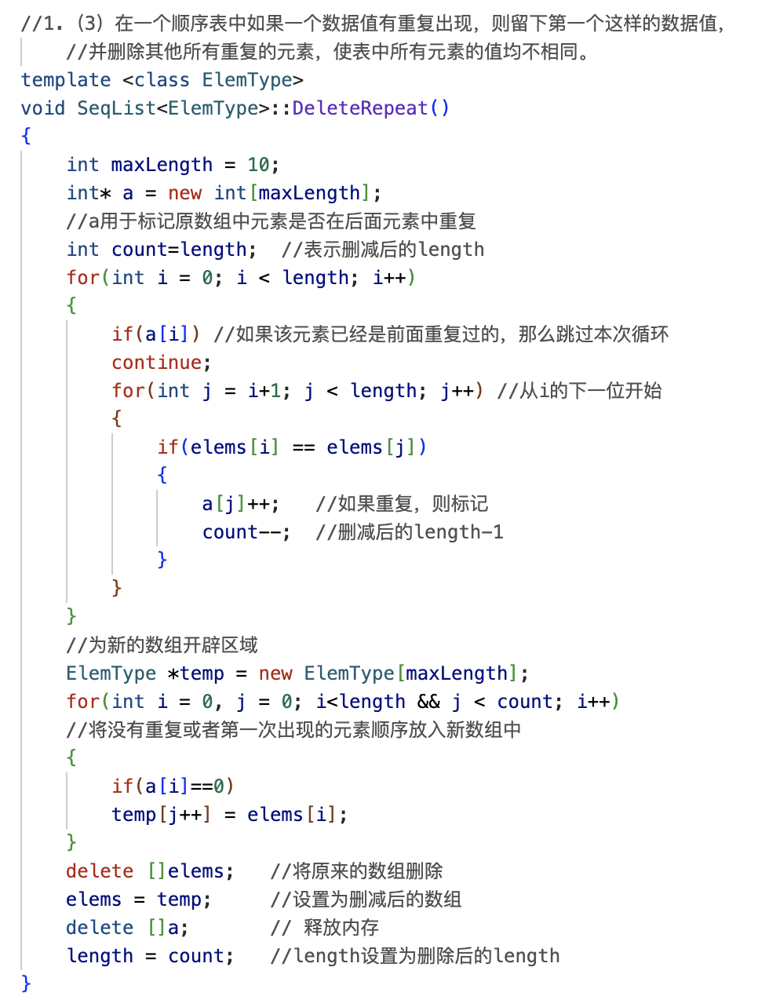 //1.（3）在一个顺序表中如果一个数据值有重复出现，则留下第一个这样的数据值，
//并删除其他所有重复的元素，使表中所有元素的值均不相同。
template <class ElemType>
void SeqList<ElemType>::DeleteRepeat()
{
int maxLength = 10;
int* a = new int[maxLength];
//a用于标记原数组中元素是否在后面元素中重复
int count=length;  //表示删减后的length
for(int i = 0; i < length; i++)
{
if(a[i]) //如果该元素已经是前面重复过的，那么跳过本次循环
continue;
for(int j = i+1; j < length; j++) //从i的下一位开始
{
if(elems[i] == elems[j])
{
a[j]++;   //如果重复，则标记
count--;  //删减后的length-1
}
}
}
//为新的数组开辟区域
ElemType *temp = new ElemType[maxLength];
for(int i = 0, j = 0; i<length && j < count; i++)
//将没有重复或者第一次出现的元素顺序放入新数组中
{
if(a[i]==0)
temp[j++] = elems[i];
}
delete []elems;   //将原来的数组删除
elems = temp;     //设置为删减后的数组
delete []a;       // 释放内存
length = count;   //length设置为删除后的length
}